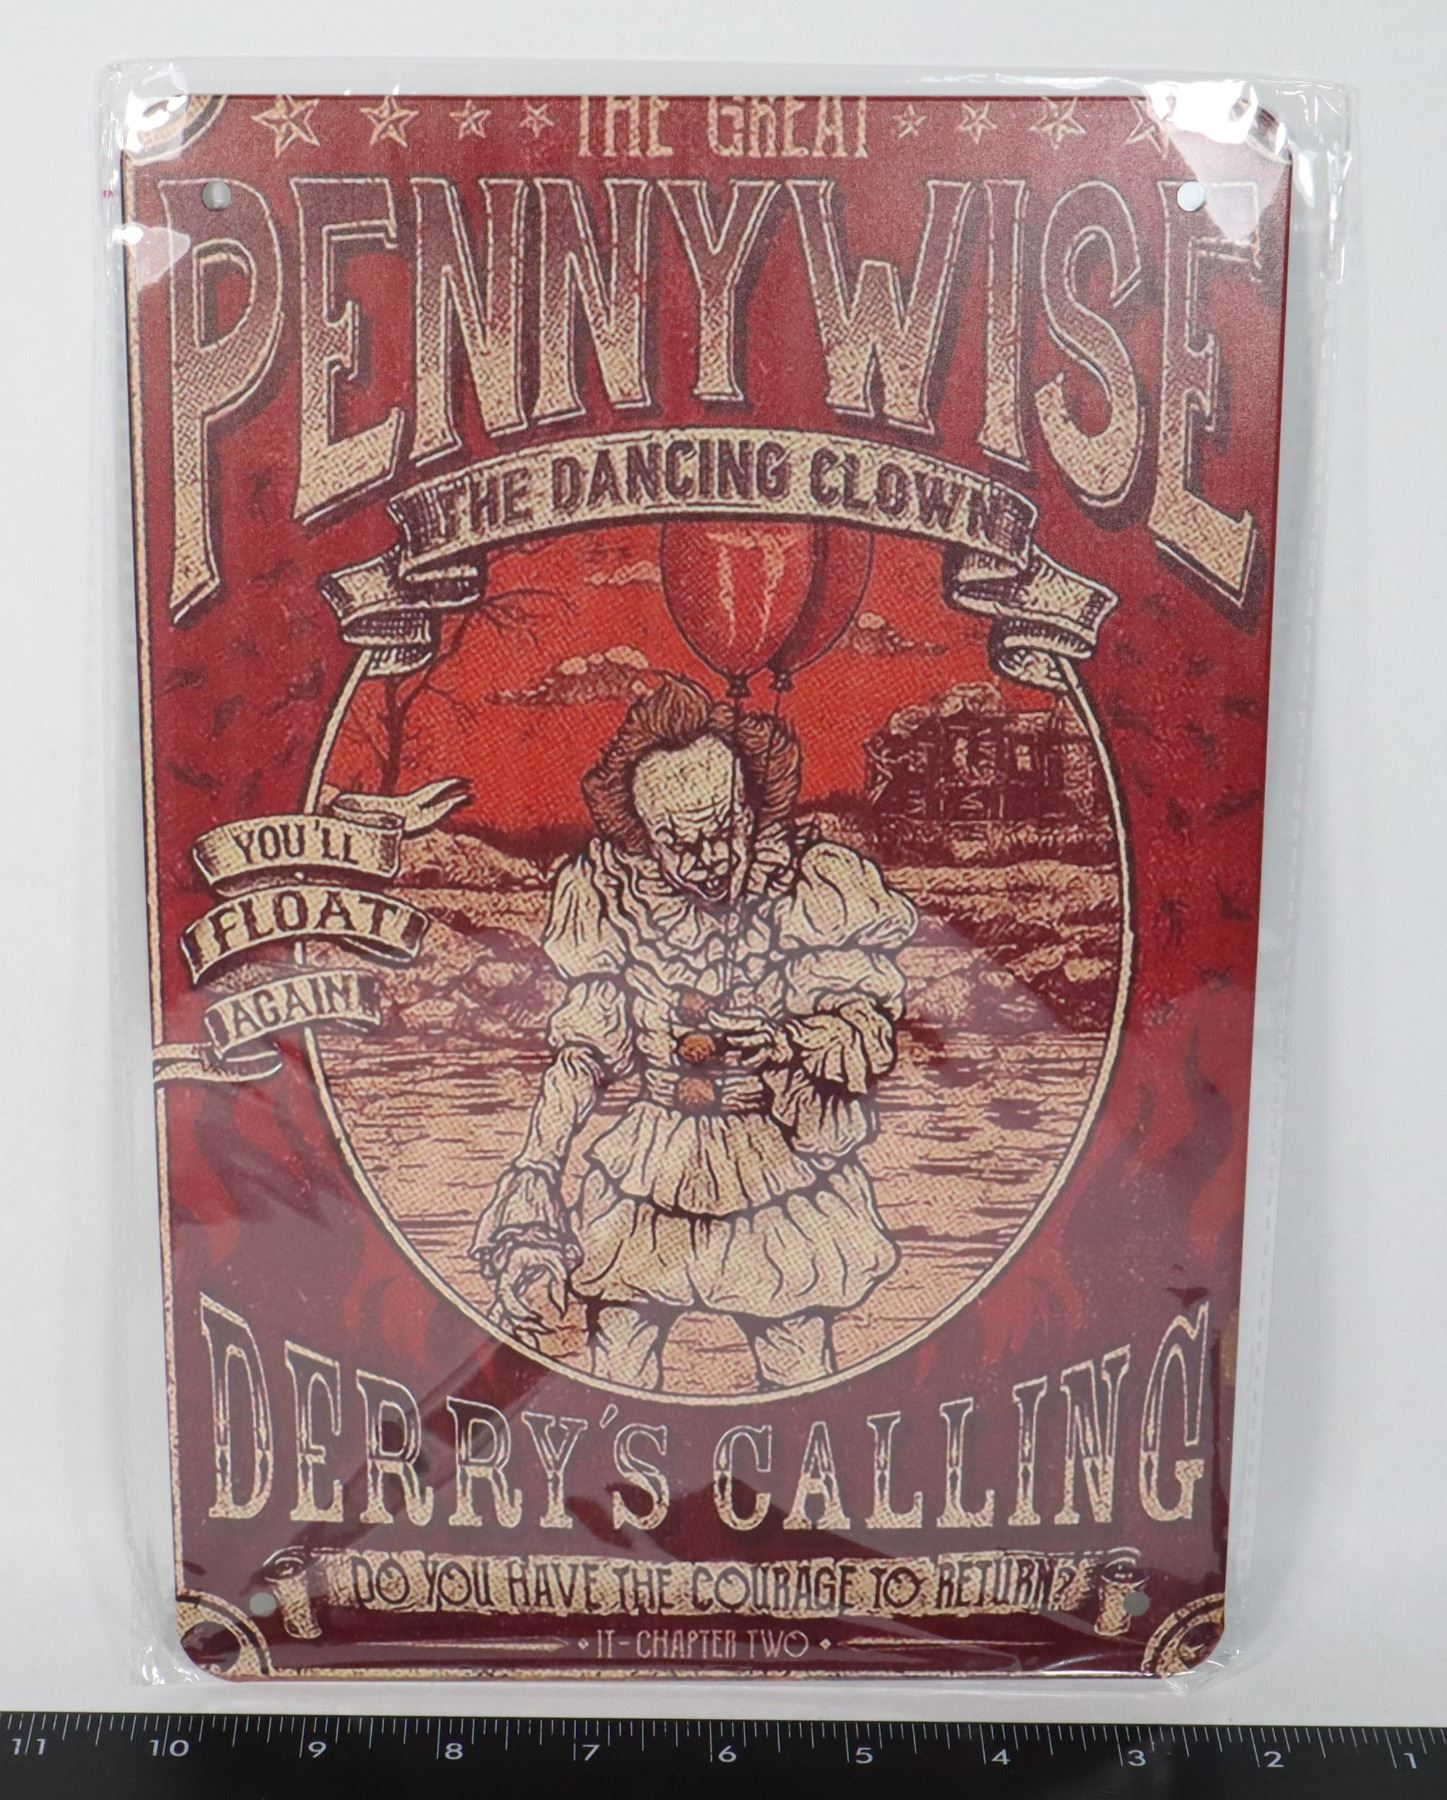 THE GREAT
PENNYWISE
THE DANCING CLOWN
IT
YOU'LL
FLOAT
AGAIN
DERRY'S CALLING
DO YOU HAVE THE COURAGE TO RETURN?
IT - CHAPTER TWO
11 10 9 8 7 6 5 4 3 2 1